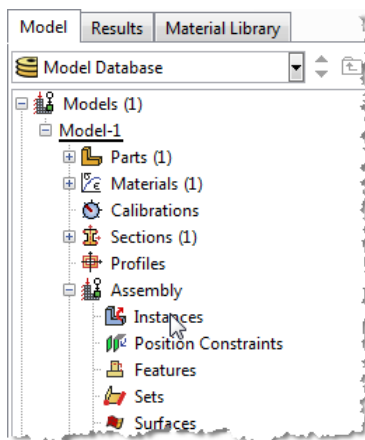 Model Results Material Library
Model Database
Models (1)
Model-1
Parts (1)
Materials (1)
Calibrations
Sections (1)
Profiles
Assembly
Instances
Position Constraints
Features
Sets
Surfaces